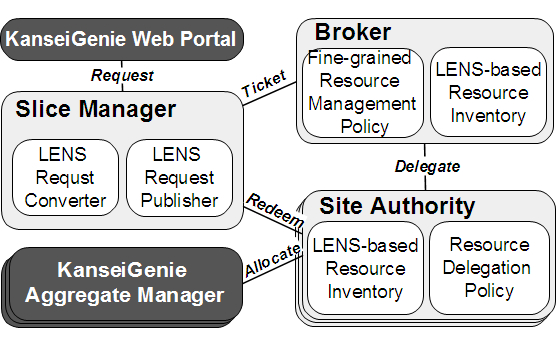 KanseiGenie Web Portal
Request
Slice Manager
LENS
Requst
Converter
LENS
Request
Publisher
Ticket
Broker
Fine-grained
Resource
Management
Policy
LENS-based
Resource
Inventory
Delegate
Redeem
Allocate
Site Authority
LENS-based
Resource
Inventory
Resource
Delegation
Policy
KanseiGenie
Aggregate Manager